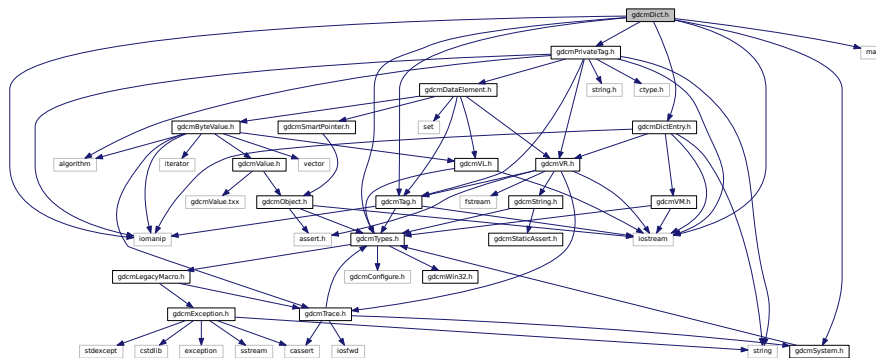 gdcmDict.h
gdcmPrivateTag.h
ma
gdcmDataElement.h
string.h
ctype.h
gdcmByteValue.h
gdcmSmartPointer.h
set
gdcmDictEntry.h
algorithm
iterator
gdcmValue.h
vector
gdcmVL.h
gdcmVR.h
gdcmValue.txx
gdcmObject.h
gdcmTag.h
fstream
gdcmString.h
gdcmVM.h
iomanip
assert.h
gdcmTypes.h
gdcmStaticAssert.h
iostream
gdcmLegacyMacro.h
gdcmConfigure.h
gdcmWin32.h
gdcmException.h
gdcmTrace.h
stdexcept
cstdlib
exception
sstream
cassert
iosfwd
string
gdcmSystem.h